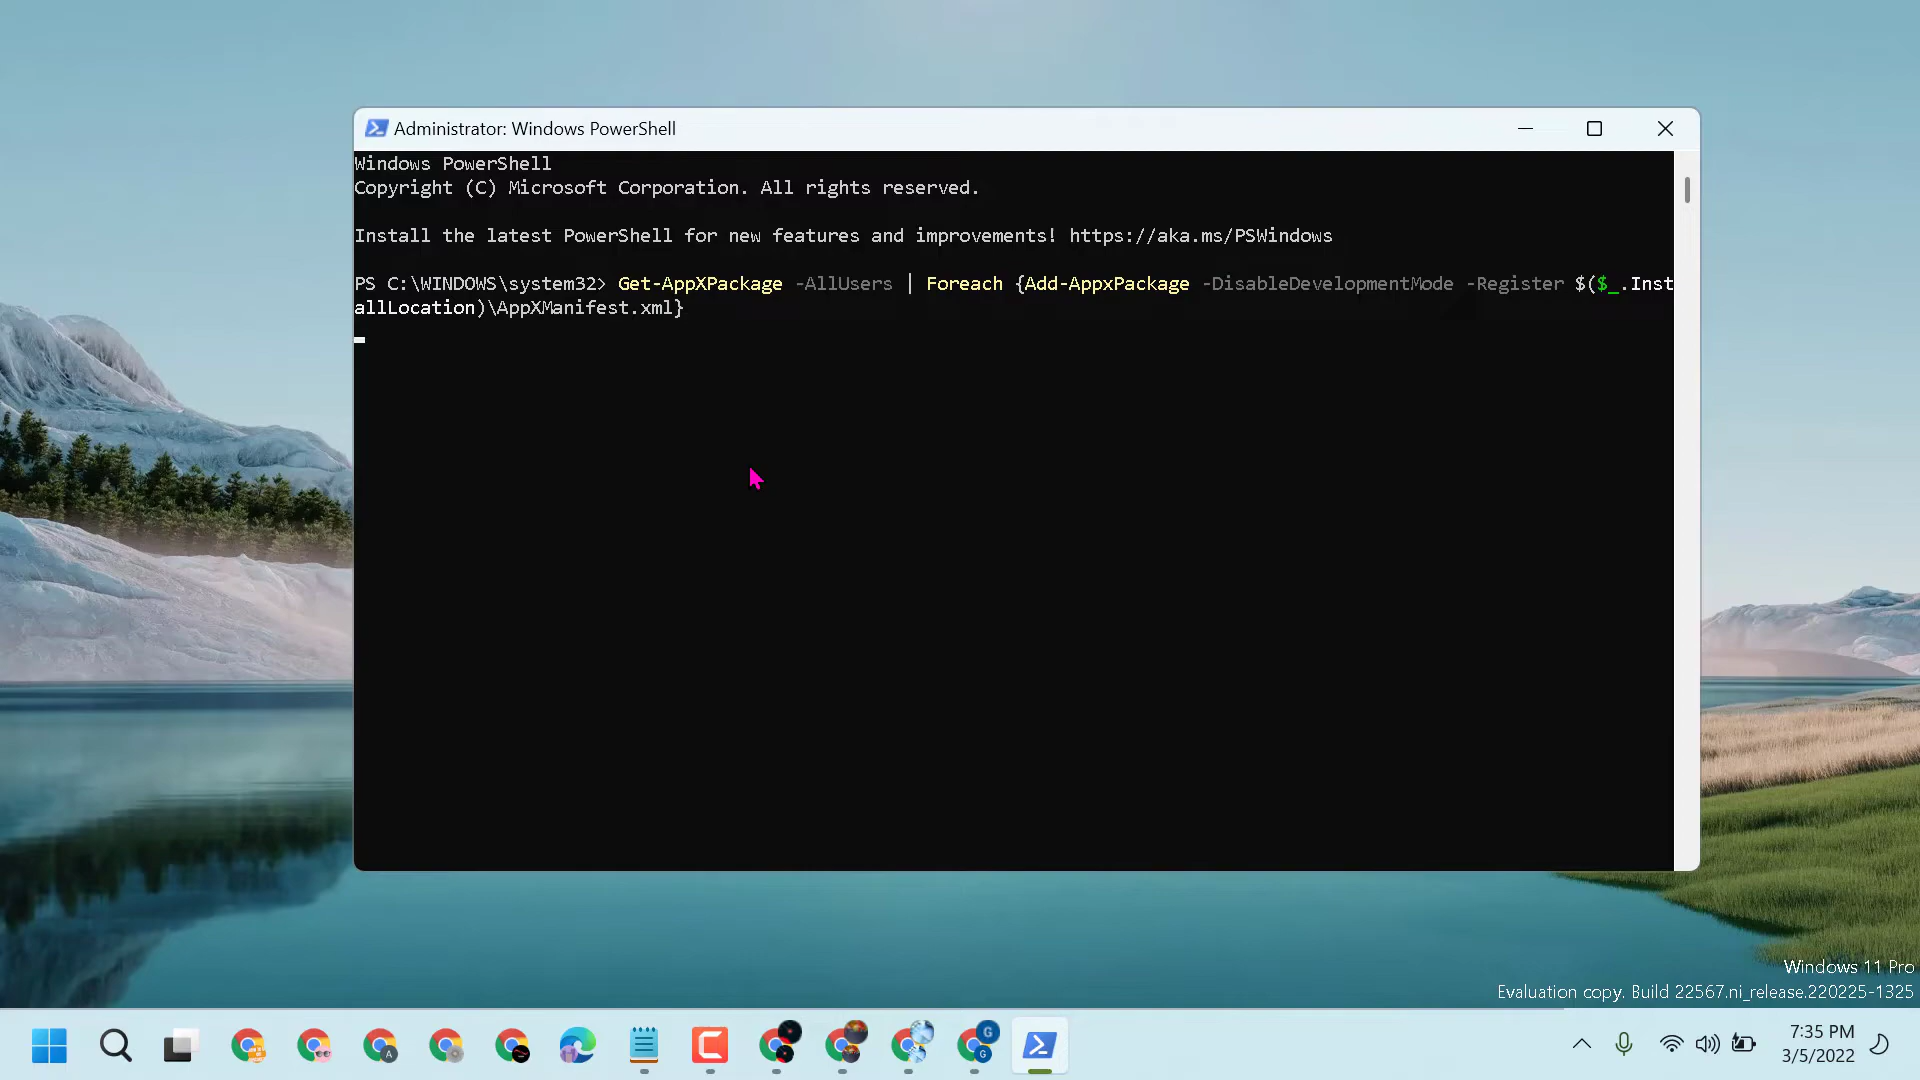 Administrator: Windows PowerShell
Windows PowerShell
Copyright (C) Microsoft Corporation. All rights reserved.
Install the latest PowerShell for new features and improvements! https://aka.ms/PSWindows
PS C:\WINDOWS\system32> Get-AppXPackage -AllUsers | Foreach {Add-AppxPackage -DisableDevelopmentMode -Register $($_.Inst
allLocation)\AppXManifest.xml}
Windows 11 Pro
Evaluation copy. Build 22567.ni_release.220225-1325
A
G
G
7:35 PM
3/5/2022